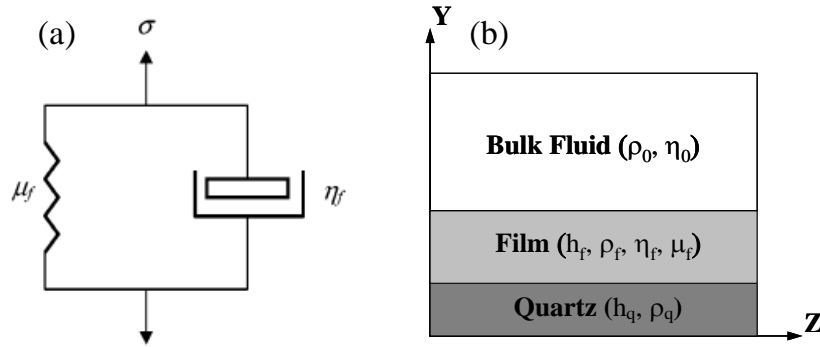 (a)
σ
μf
ηf
Y
(b)
Bulk Fluid (ρ0, η0)
Film (hf, ρf, ηf, μf)
Quartz (hq, ρq)
Z